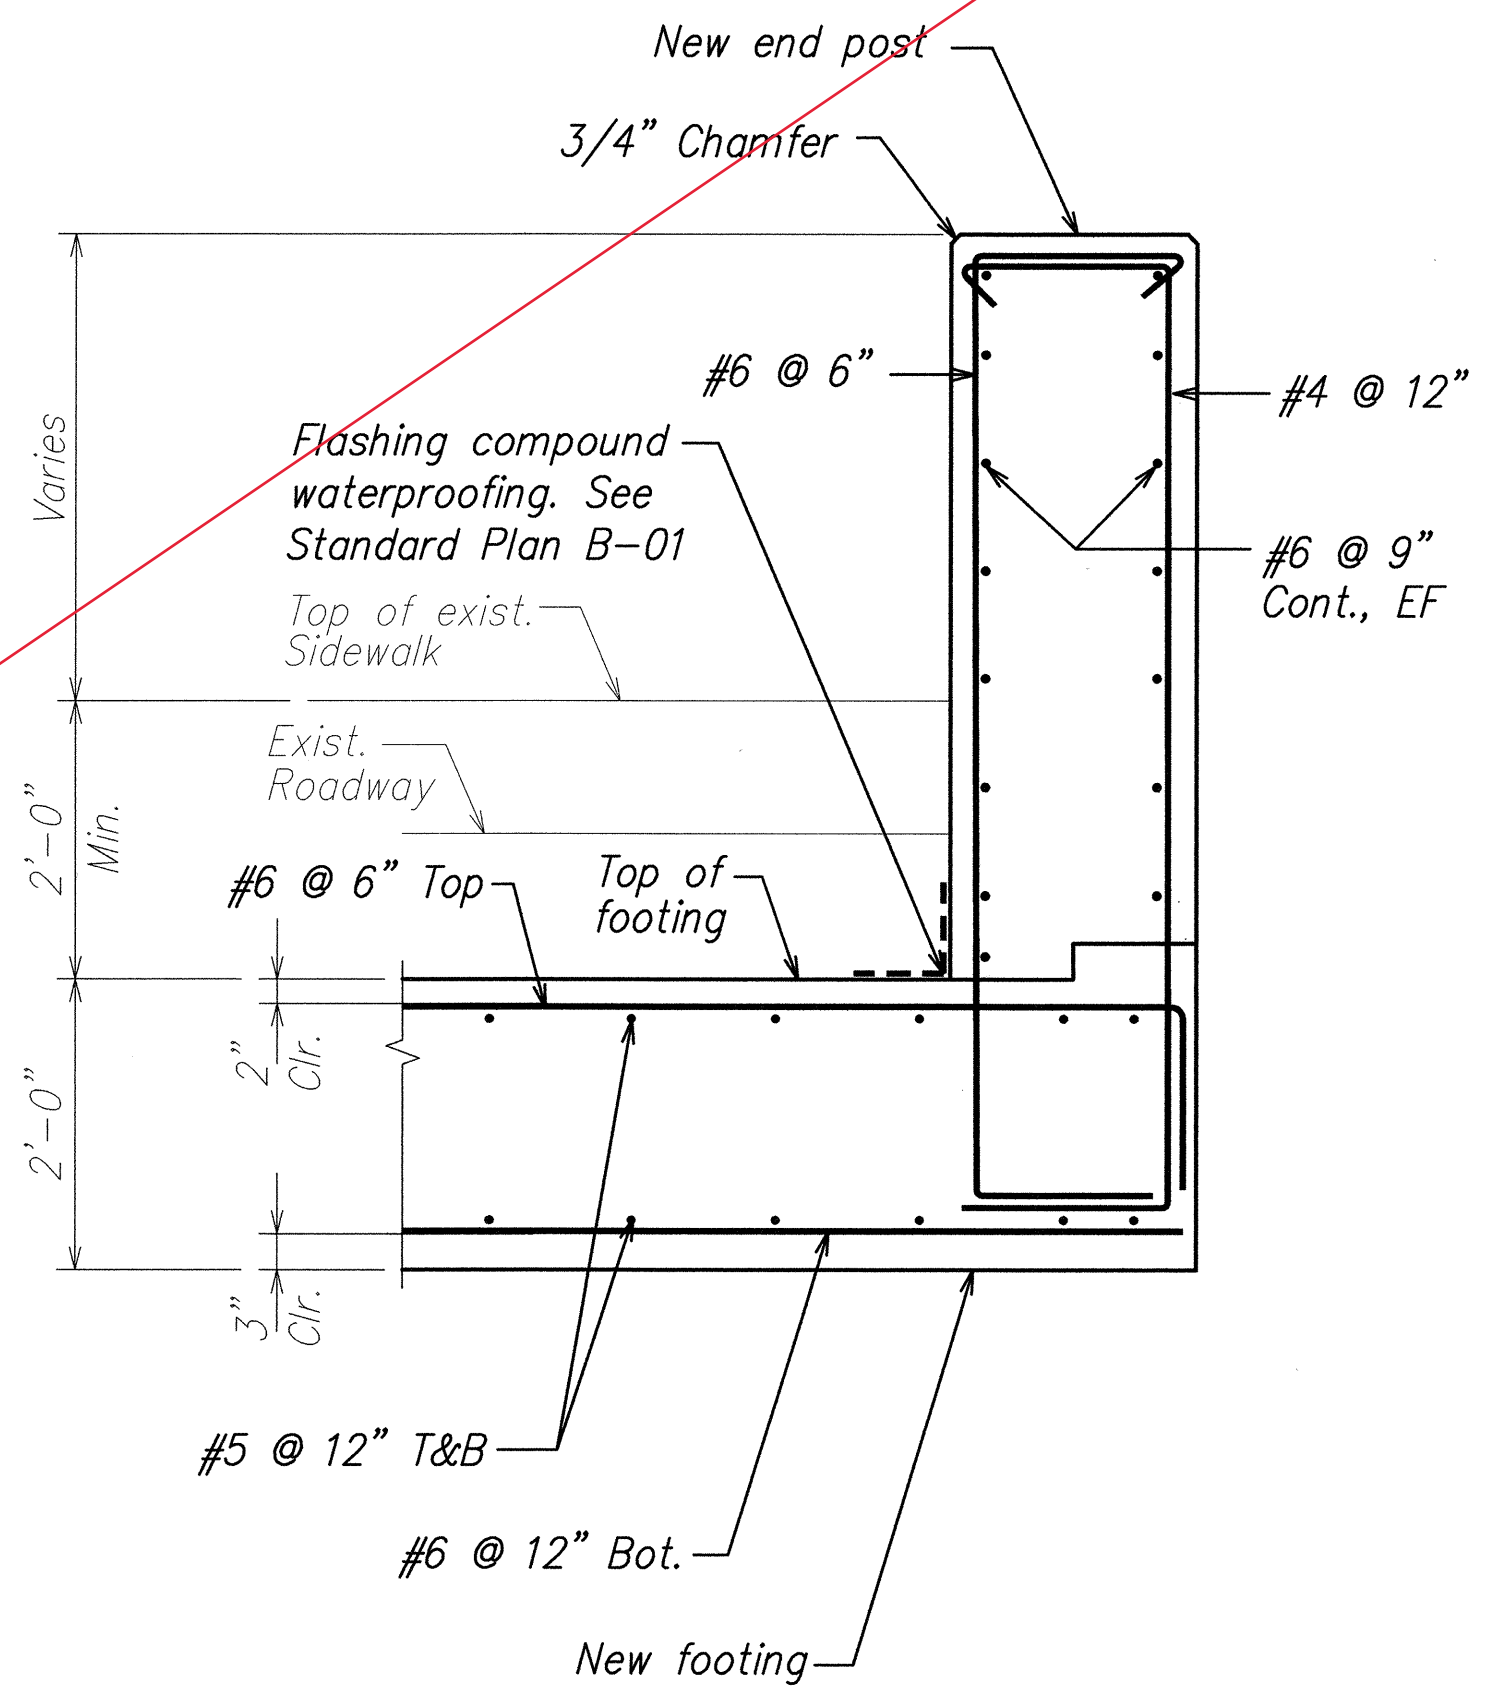 New end post
3/4" Chamfer
#6 @ 6"
#4 @ 12"
Varies
Flashing compound
waterproofing. See
Standard Plan B-01
#6 @ 9"
Cont., EF
Top of exist.
Sidewalk
Exist.
Roadway
2'-0"
Min.
#6 @ 6" Top
Top of
footing
2"
Clr.
2'-0"
3"
Clr.
#5 @ 12" T&B
#6 @ 12" Bot.
New footing